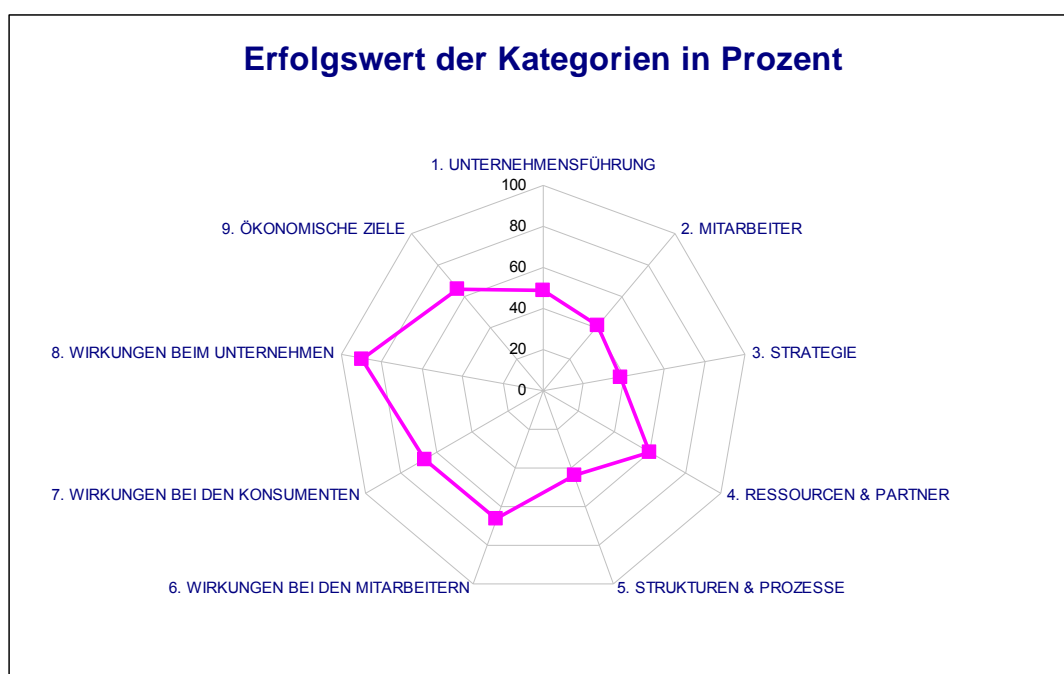 Erfolgswert der Kategorien in Prozent
1. UNTERNEHMENSFÜHRUNG
100
9. ÖKONOMISCHE ZIELE
2. MITARBEITER
80
60
40
8. WIRKUNGEN BEIM UNTERNEHMEN
3. STRATEGIE
20
0
7. WIRKUNGEN BEI DEN KONSUMENTEN
4. RESSOURCEN & PARTNER
6. WIRKUNGEN BEI DEN MITARBEITERN
5. STRUKTUREN & PROZESSE